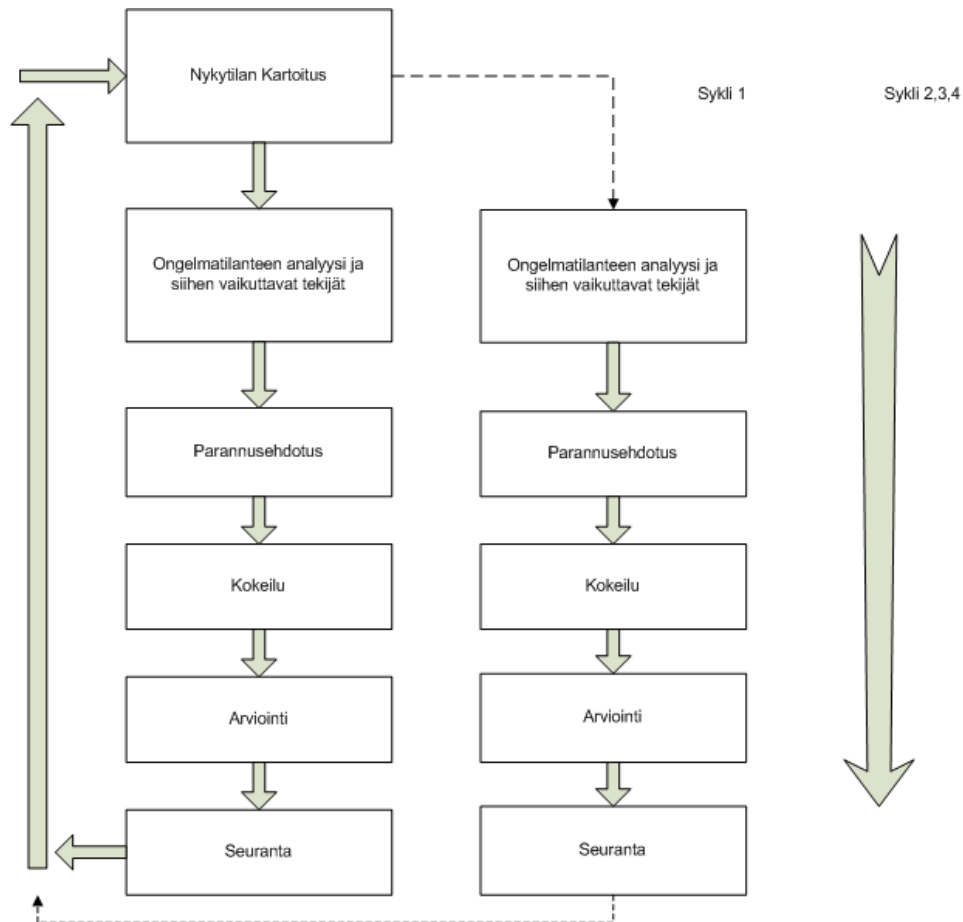 Nykytilan Kartoitus
Sykli 1
Sykli 2,3,4
Ongelmatilanteen analyysi ja
siihen vaikuttavat tekijät
Ongelmatilanteen analyysi ja
siihen vaikuttavat tekijät
Parannusehdotus
Parannusehdotus
Kokeilu
Kokeilu
Arviointi
Arviointi
Seuranta
Seuranta